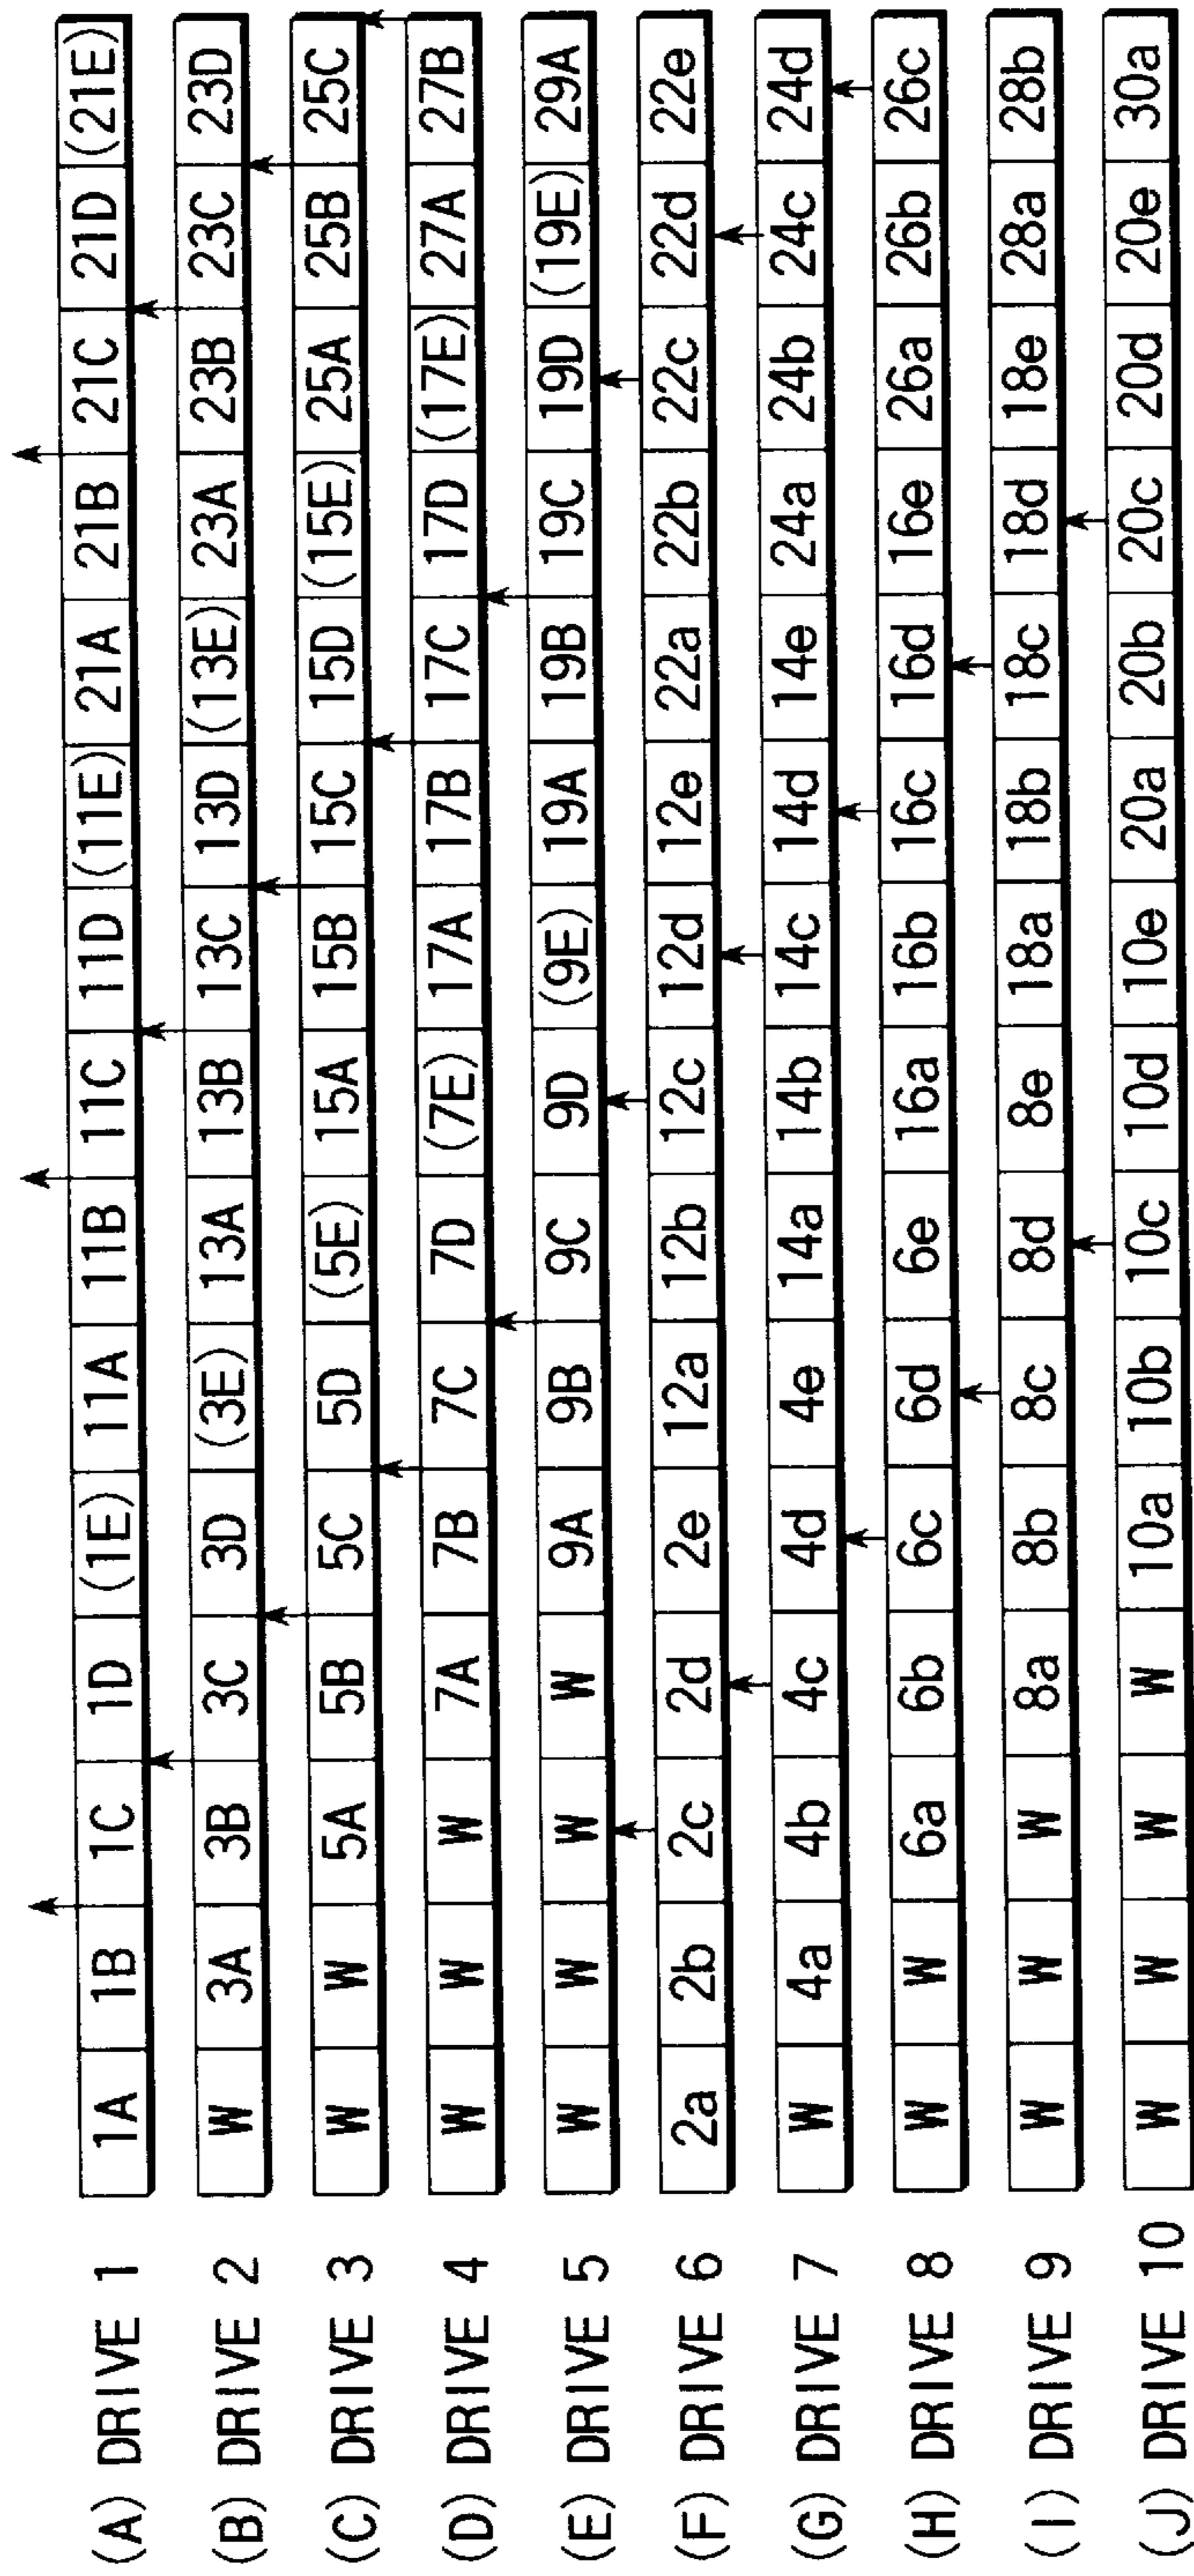 (A) DRIVE 1 1A 1B 1C 1D (1E) 11A 11B 11C 11D (11E) 21A 21B 21C 21D (21E)
(B) DRIVE 2 W 3A 3B 3C 3D (3E) 13A 13B 13C 13D (13E) 23A 23B 23C 23D
(C) DRIVE 3 W W 5A 5B 5C 5D (5E) 15A 15B 15C 15D (15E) 25A 25B 25C
(D) DRIVE 4 W W W 7A 7B 7C 7D (7E) 17A 17B 17C 17D (17E) 27A 27B
(E) DRIVE 5 W W W W 9A 9B 9C 9D (9E) 19A 19B 19C 19D (19E) 29A
(F) DRIVE 6 2a 2b 2c 2d 2e 12a 12b 12c 12d 12e 22a 22b 22c 22d 22e
(G) DRIVE 7 W 4a 4b 4c 4d 4e 14a 14b 14c 14d 14e 24a 24b 24c 24d
(H) DRIVE 8 W W 6a 6b 6c 6d 6e 16a 16b 16c 16d 16e 26a 26b 26c
(I) DRIVE 9 W W W 8a 8b 8c 8d 8e 18a 18b 18c 18d 18e 28a 28b
(J) DRIVE 10 W W W W 10a 10b 10c 10d 10e 20a 20b 20c 20d 20e 30a